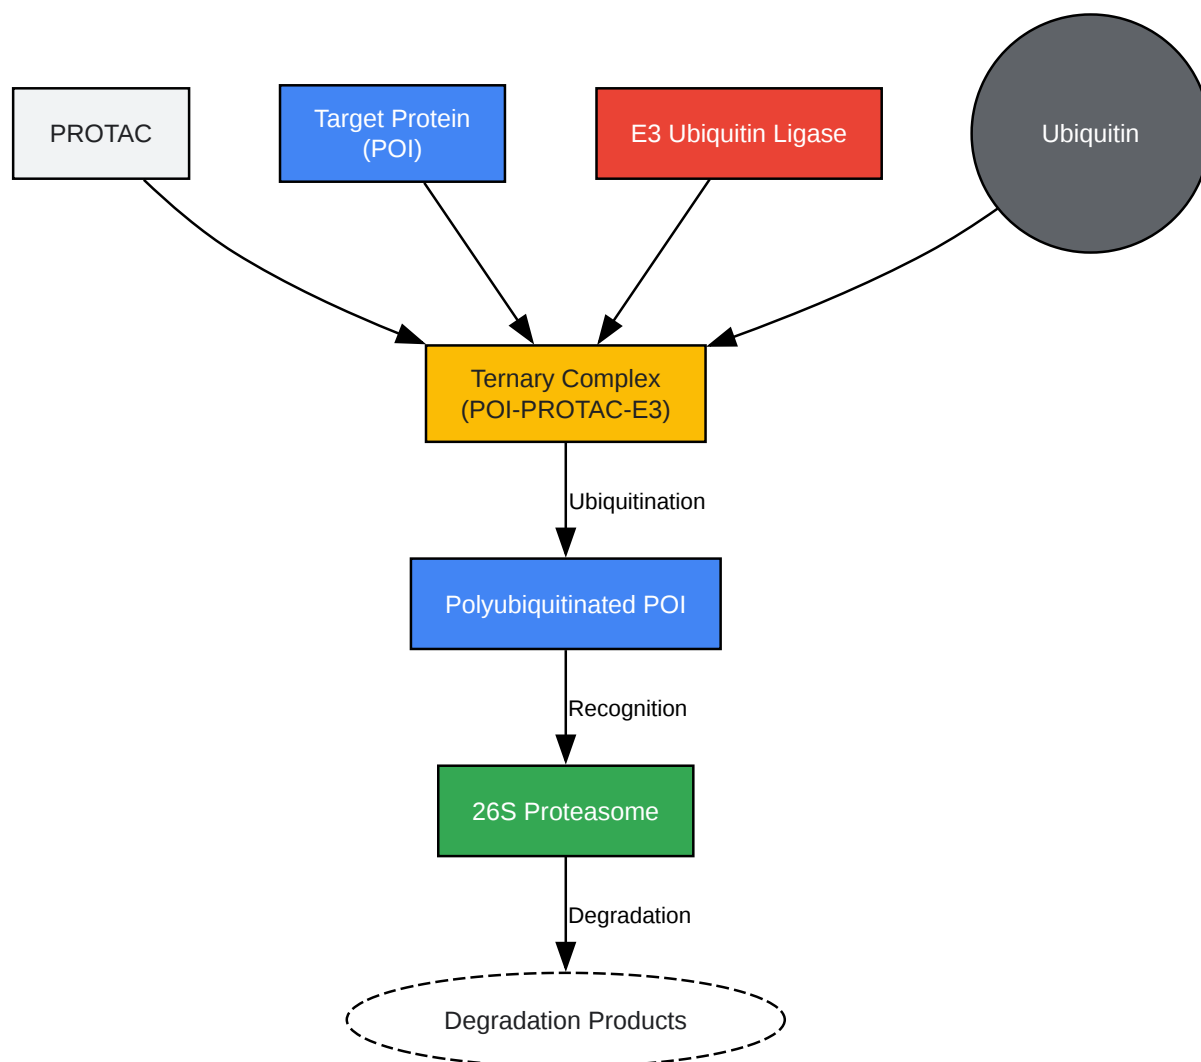 PROTAC
Target Protein
(POI)
E3 Ubiquitin Ligase
Ubiquitin
Ternary Complex
(POI-PROTAC-E3)
Ubiquitination
Polyubiquitinated POI
Recognition
26S Proteasome
Degradation
Degradation Products